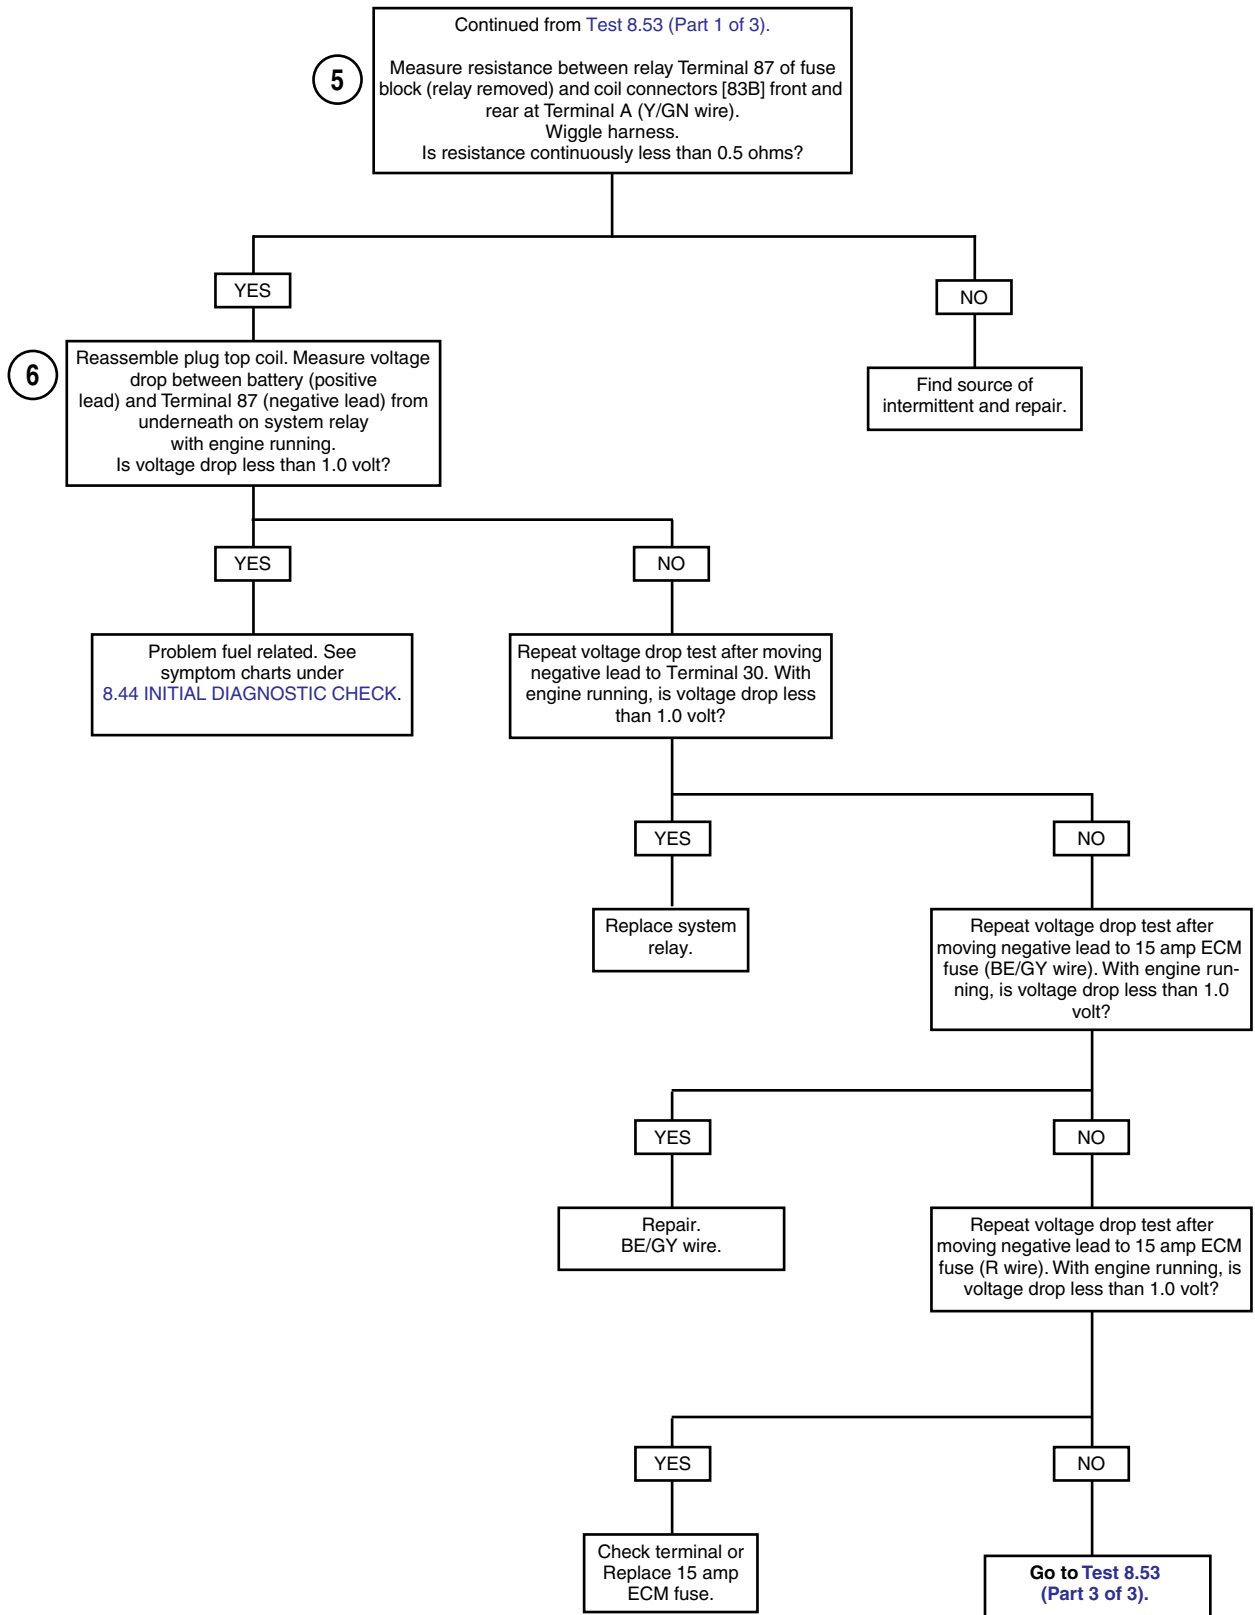 Continued from Test 8.53 (Part 1 of 3).
5
Measure resistance between relay Terminal 87 of fuse
block (relay removed) and coil connectors [83B] front and
rear at Terminal A (Y/GN wire).
Wiggle harness.
Is resistance continuously less than 0.5 ohms?
YES
NO
6
Reassemble plug top coil. Measure voltage
drop between battery (positive
lead) and Terminal 87 (negative lead) from
underneath on system relay
with engine running.
Is voltage drop less than 1.0 volt?
Find source of
intermittent and repair.
YES
NO
Problem fuel related. See
symptom charts under
8.44 INITIAL DIAGNOSTIC CHECK.
Repeat voltage drop test after moving
negative lead to Terminal 30. With
engine running, is voltage drop less
than 1.0 volt?
YES
NO
Replace system
relay.
Repeat voltage drop test after
moving negative lead to 15 amp ECM
fuse (BE/GY wire). With engine run-
ning, is voltage drop less than 1.0
volt?
YES
NO
Repair.
BE/GY wire.
Repeat voltage drop test after
moving negative lead to 15 amp ECM
fuse (R wire). With engine running, is
voltage drop less than 1.0 volt?
YES
NO
Check terminal or
Replace 15 amp
ECM fuse.
Go to Test 8.53
(Part 3 of 3).